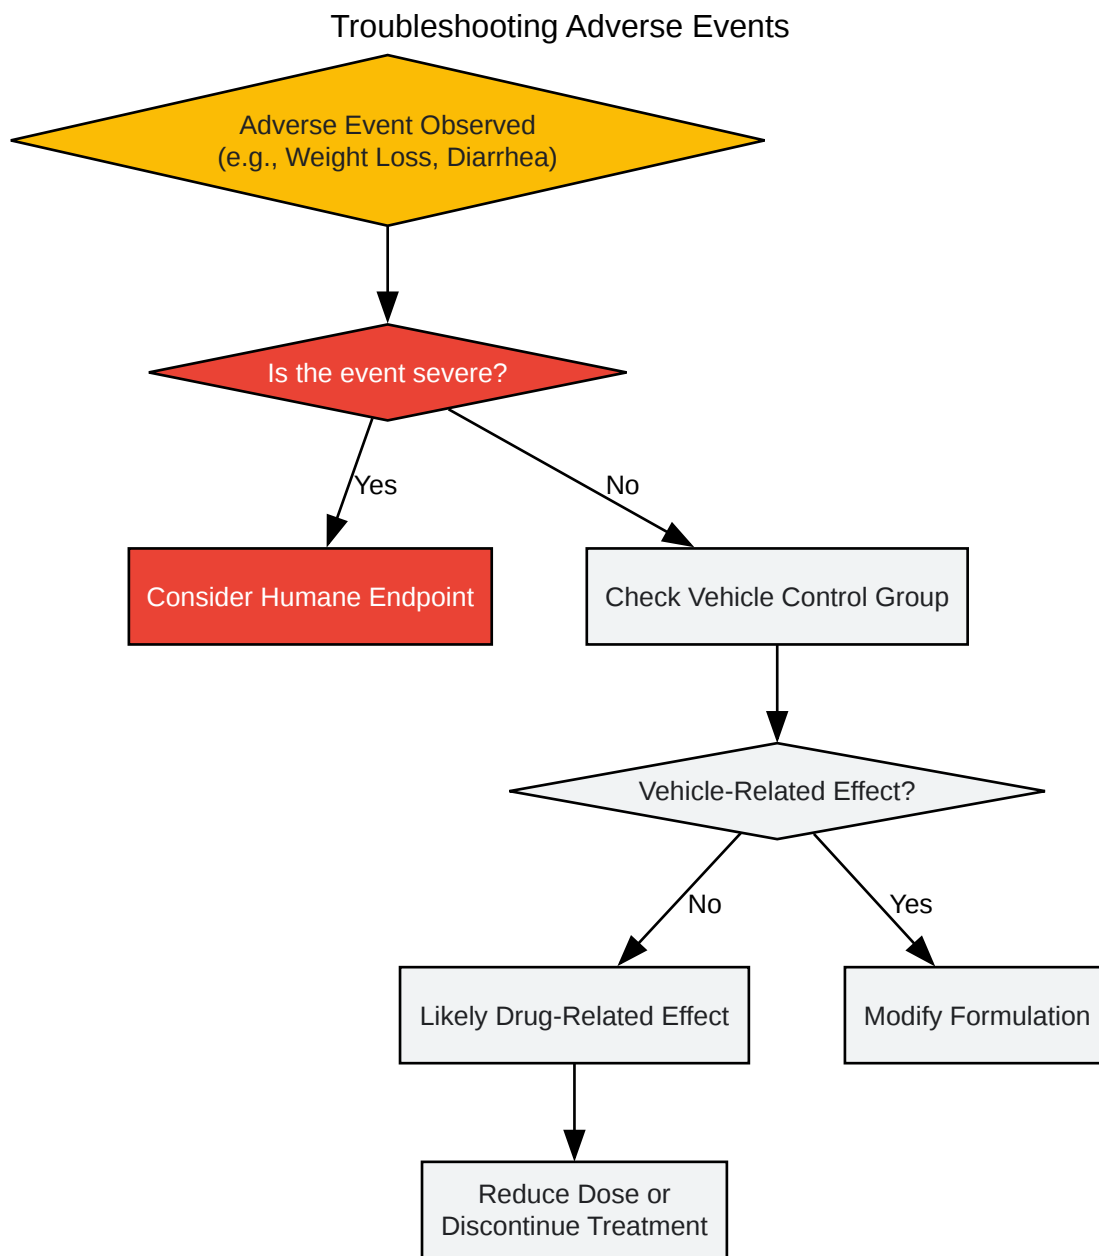 Troubleshooting Adverse Events
Adverse Event Observed
(e.g., Weight Loss, Diarrhea)
Is the event severe?
Yes
No
Consider Humane Endpoint
Check Vehicle Control Group
Vehicle-Related Effect?
No
Yes
Likely Drug-Related Effect
Modify Formulation
Reduce Dose or
Discontinue Treatment